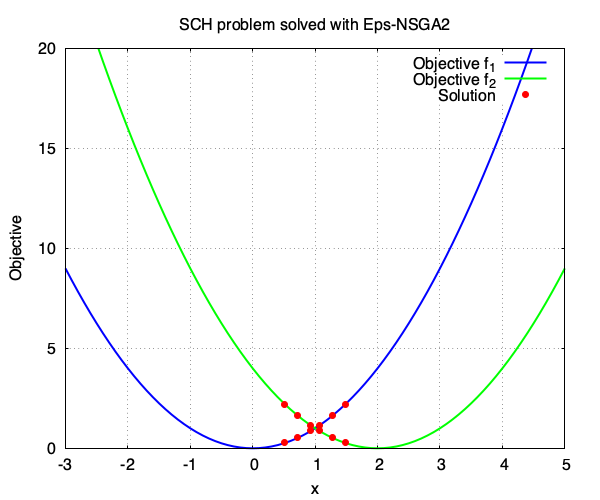 SCH problem solved with Eps-NSGA2
Objective f₁
Objective f₂
Solution
20
15
10
5
0
Objective
-3 -2 -1 0 1 2 3 4 5
x